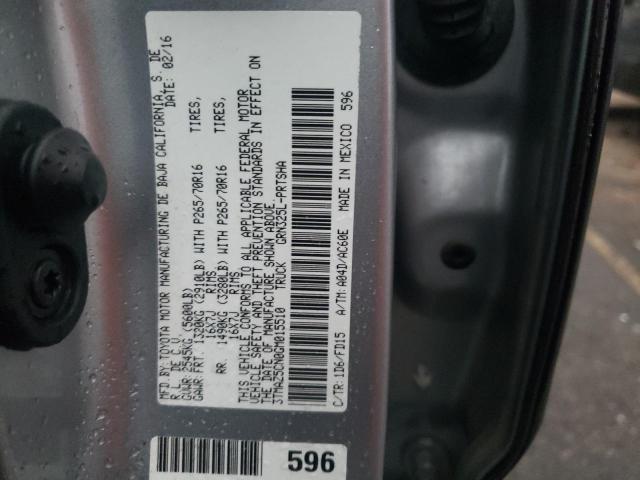 MFD.BY:TOYOTA MOTOR MANUFACTURING DE BAJA CALIFORNIA, S. DE
R.L. DE C.V. DATE: 02/16
GVWR:2545KG (5600LB)
GAWR:FRT. 1320KG (2910LB) WITH P265/70R16 TIRES,
16X7J RIMS,
RR 1490KG (3280LB) WITH P265/70R16 TIRES,
16X7J RIMS,
THIS VEHICLE CONFORMS TO ALL APPLICABLE FEDERAL MOTOR
VEHICLE SAFETY AND THEFT PREVENTION STANDARDS IN EFFECT ON
THE DATE OF MANUFACTURE SHOWN ABOVE.
3TMAZ5CN0GM015510 TRUCK GRN325L-PRTSHA
C/TR: 1D6/FD15 A/TM: A04D/AC60E MADE IN MEXICO 596
596